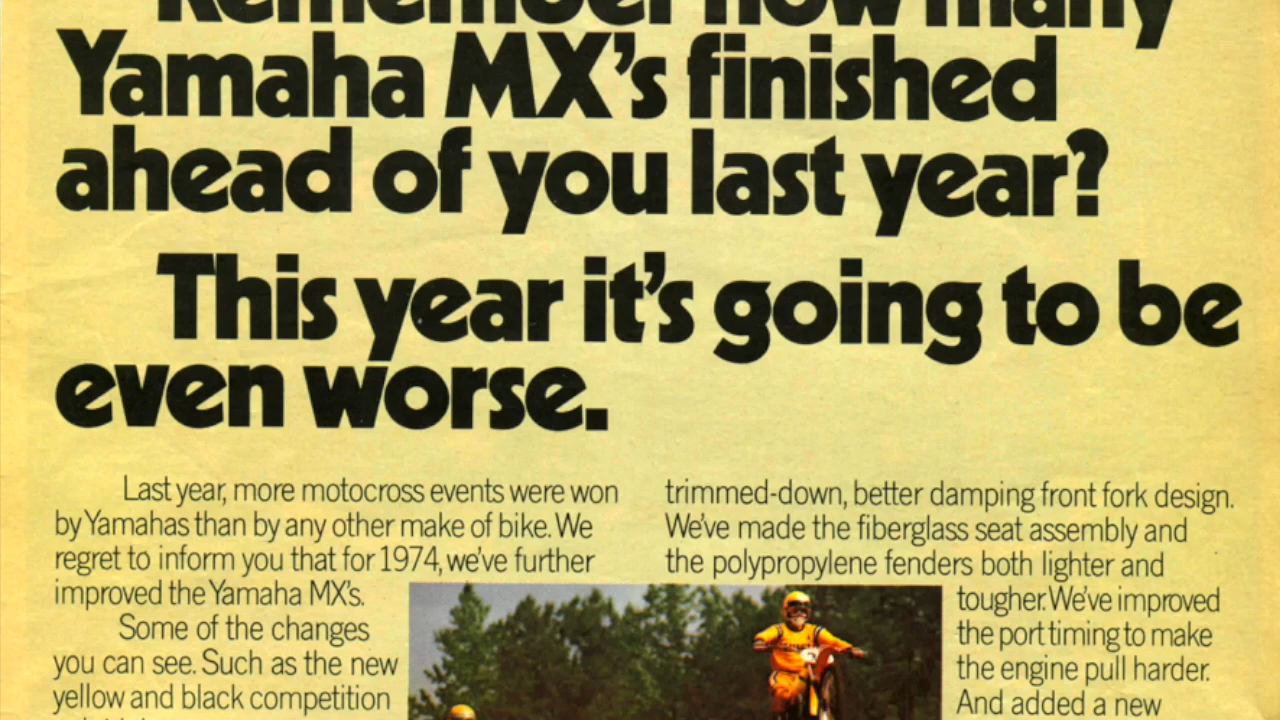 Remember how many
Yamaha MX's finished
ahead of you last year?
This year it's going to be
even worse.
Last year, more motocross events were won
by Yamahas than by any other make of bike. We
regret to inform you that for 1974, we've further
improved the Yamaha MX's.
Some of the changes
you can see. Such as the new
yellow and black competition
trimmed-down, better damping front fork design.
We've made the fiberglass seat assembly and
the polypropylene fenders both lighter and
tougher. We've improved
the port timing to make
the engine pull harder.
And added a new